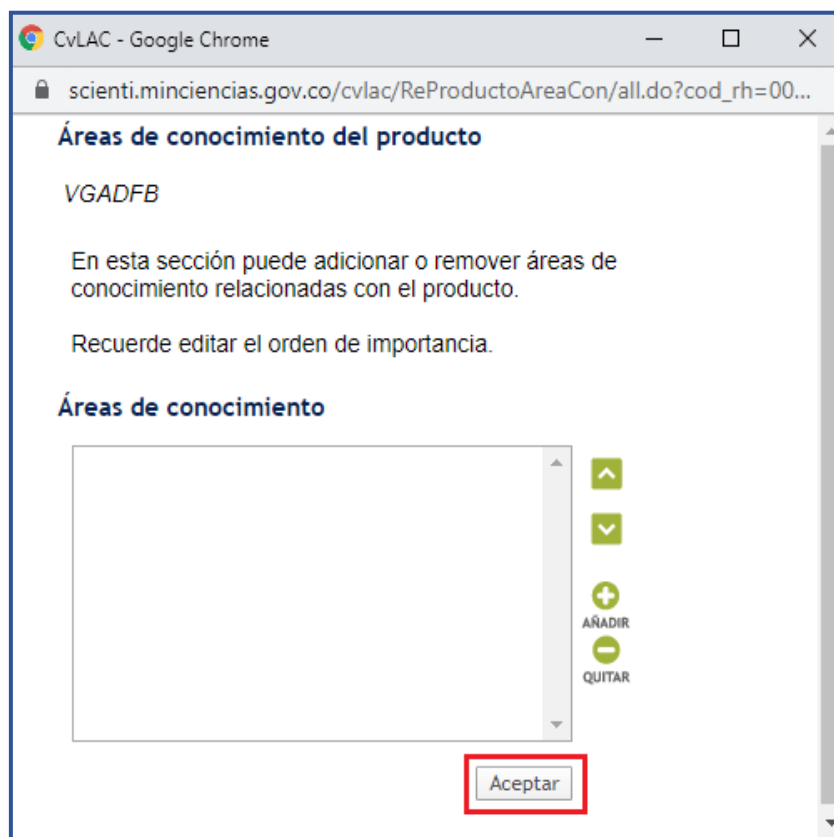 CvLAC - Google Chrome
scienti.minciencias.gov.co/cvlac/ReProductoAreaCon/all.do?cod_rh=00...
Áreas de conocimiento del producto
VGADFB
En esta sección puede adicionar o remover áreas de
conocimiento relacionadas con el producto.
Recuerde editar el orden de importancia.
Áreas de conocimiento
AÑADIR
QUITAR
Aceptar